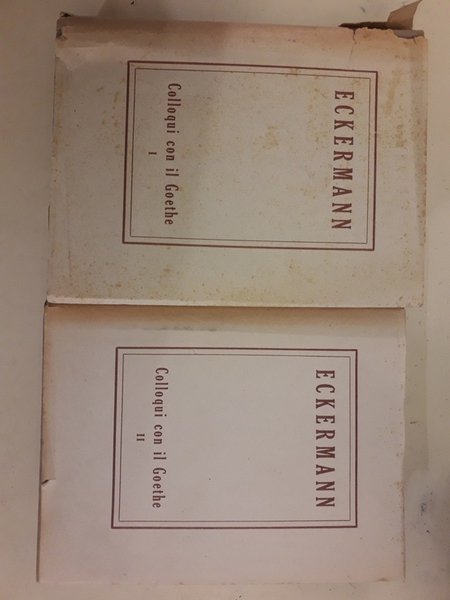 ECKERMANN
Colloqui con il Goethe
I
ECKERMANN
Colloqui con il Goethe
II